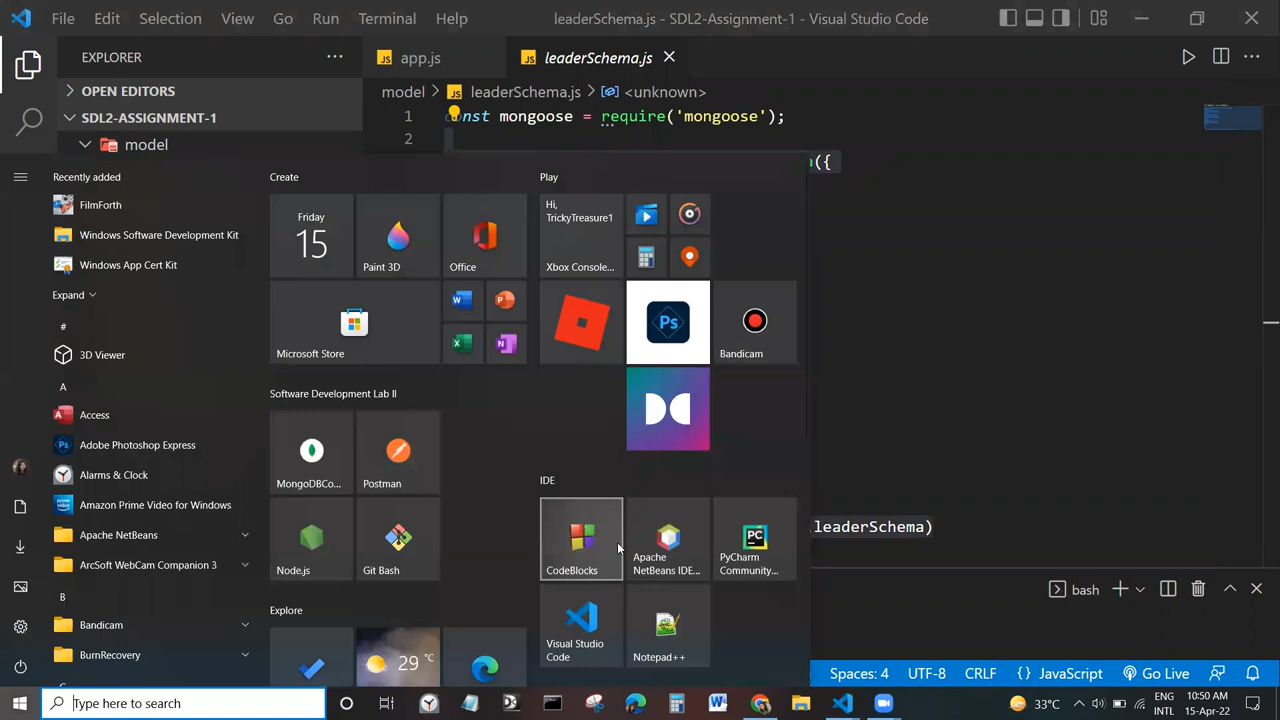 File Edit Selection View Go Run Terminal Help leaderSchema.js - SDL2-Assignment-1 - Visual Studio Code
EXPLORER
OPEN EDITORS
SDL2-ASSIGNMENT-1
model
JS app.js JS leaderSchema.js
model > JS leaderSchema.js > <unknown>
1 const mongoose = require('mongoose');
2
({
,leaderSchema)
bash
Recently added
FilmForth
Windows Software Development Kit
Windows App Cert Kit
Expand
#
3D Viewer
A
Access
Adobe Photoshop Express
Alarms & Clock
Amazon Prime Video for Windows
Apache NetBeans
ArcSoft WebCam Companion 3
B
Bandicam
BurnRecovery
Create
Friday
15
Paint 3D
Office
Microsoft Store
Software Development Lab II
MongoDBCo...
Postman
Node.js
Git Bash
Explore
29 °C
Play
Hi,
TrickyTreasure1
Xbox Console...
Ps
Bandicam
IDE
CodeBlocks
Apache
NetBeans IDE...
PC
PyCharm
Community...
Visual Studio
Code
Notepad++
Spaces: 4 UTF-8 CRLF {} JavaScript Go Live
Type here to search
33°C
ENG
INTL
10:50 AM
15-Apr-22